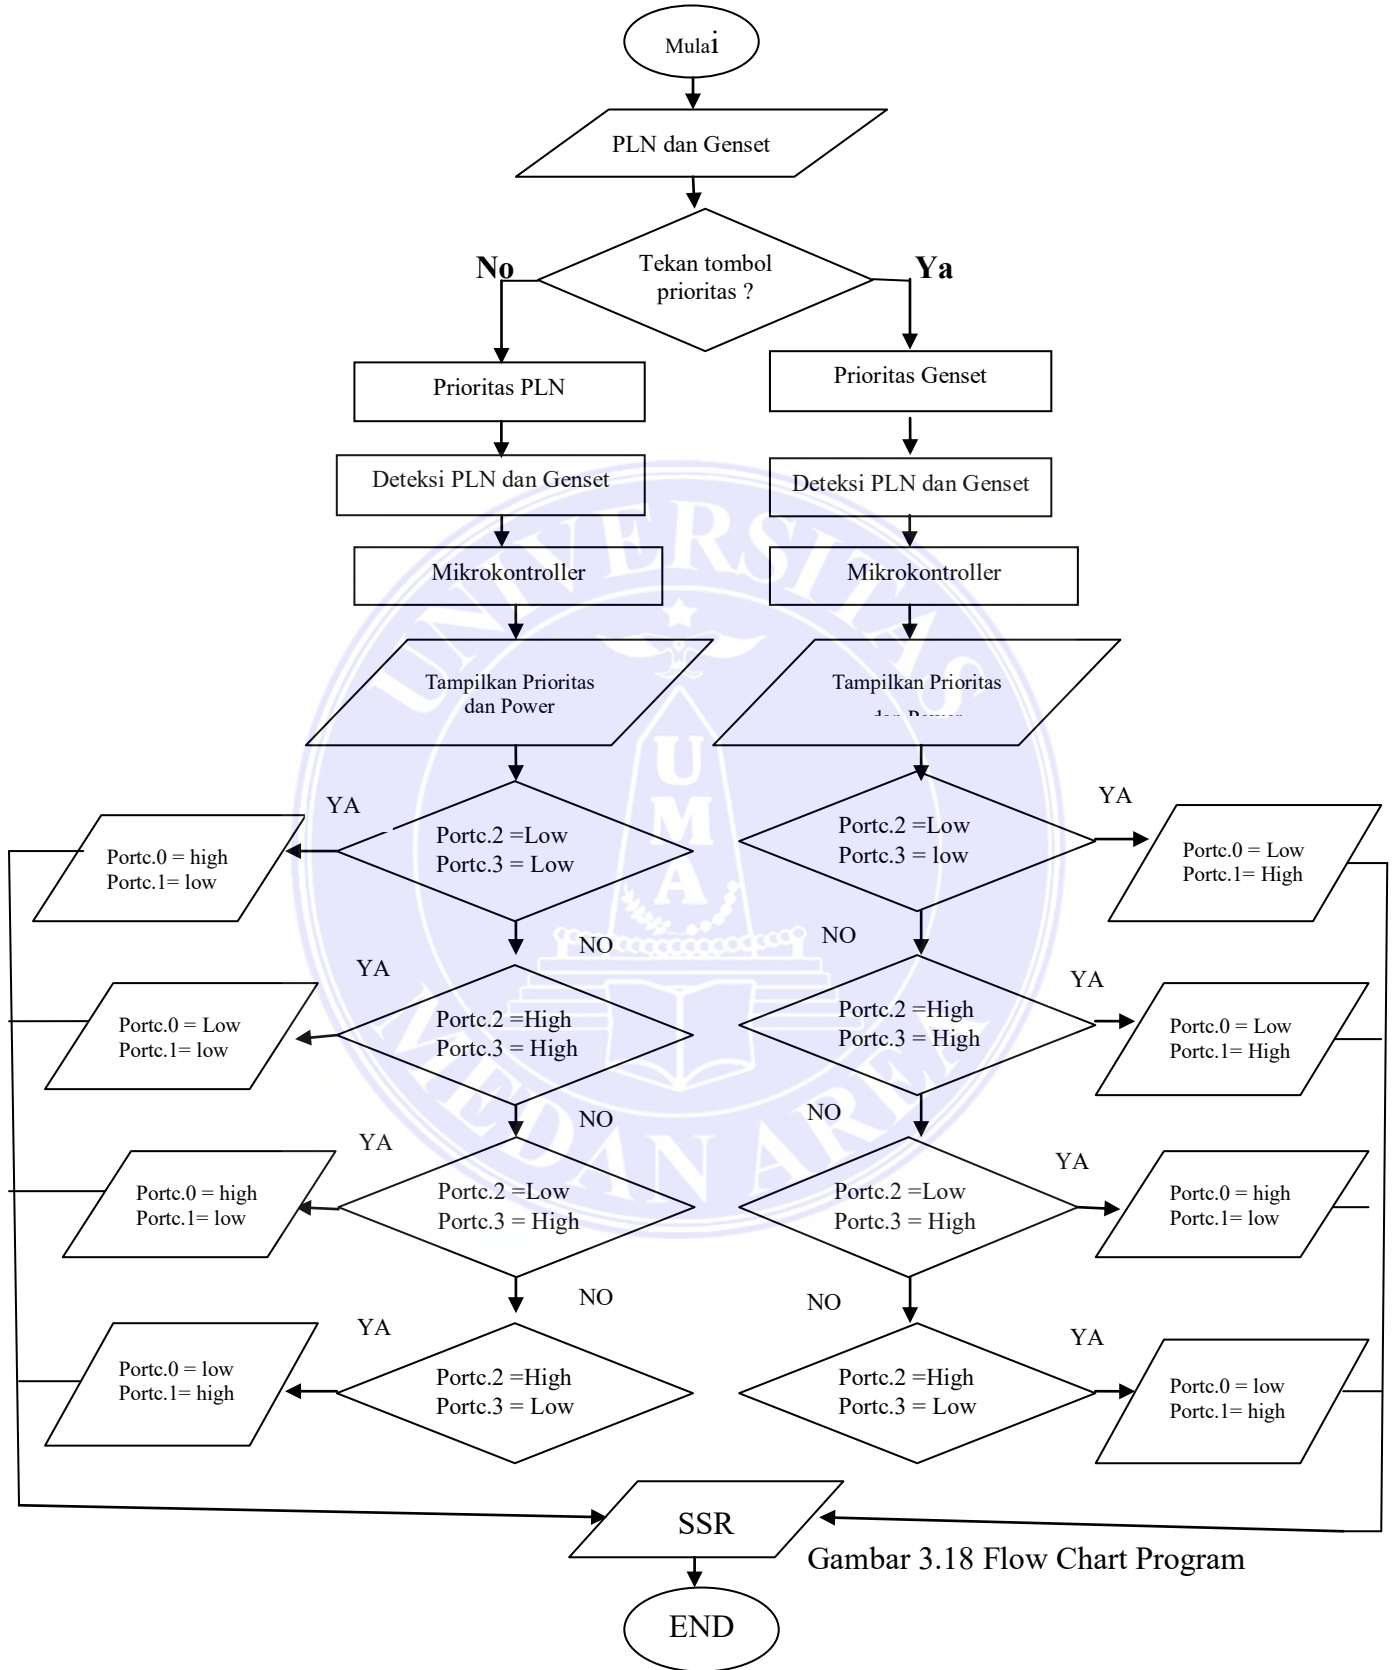 Mulai
PLN dan Genset
Tekan tombol
prioritas ?
No
Ya
Prioritas PLN
Prioritas Genset
Deteksi PLN dan Genset
Deteksi PLN dan Genset
Mikrokontroller
Mikrokontroller
Tampilkan Prioritas
dan Power
Tampilkan Prioritas
YA
Portc.2 =Low
Portc.3 = Low
Portc.0 = high
Portc.1= low
Portc.2 =Low
Portc.3 = low
YA
Portc.0 = Low
Portc.1= High
NO
NO
YA
Portc.2 =High
Portc.3 = High
Portc.0 = Low
Portc.1= low
Portc.2 =High
Portc.3 = High
YA
Portc.0 = Low
Portc.1= High
NO
NO
YA
Portc.2 =Low
Portc.3 = High
Portc.0 = high
Portc.1= low
Portc.2 =Low
Portc.3 = High
YA
Portc.0 = high
Portc.1= low
NO
NO
YA
Portc.2 =High
Portc.3 = Low
Portc.0 = low
Portc.1= high
Portc.2 =High
Portc.3 = Low
YA
Portc.0 = low
Portc.1= high
SSR
Gambar 3.18 Flow Chart Program
END
UNIVERSITAS
MEDAN AREA
UMA